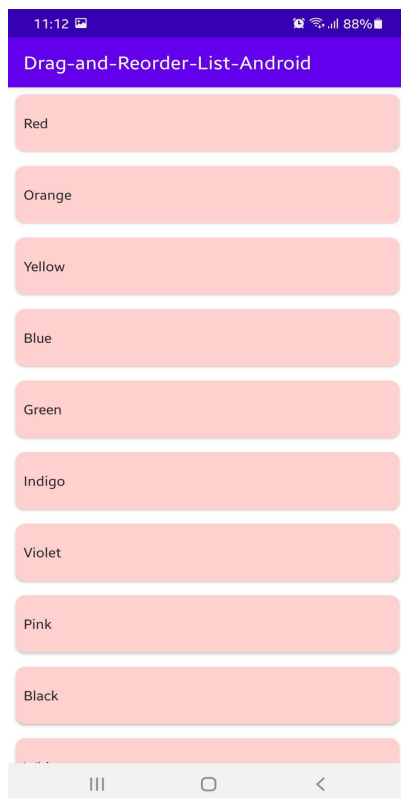 11:12 88%
Drag-and-Reorder-List-Android
Red
Orange
Yellow
Blue
Green
Indigo
Violet
Pink
Black